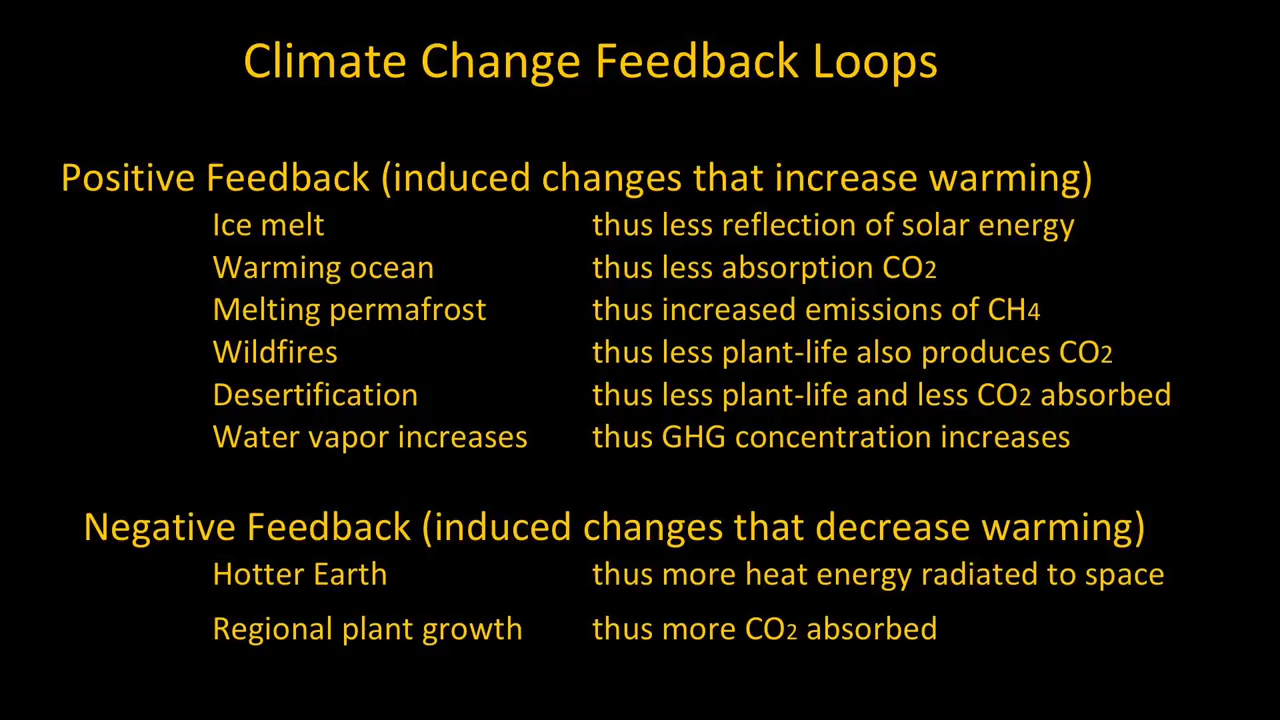 Climate Change Feedback Loops
Positive Feedback (induced changes that increase warming)
Ice melt thus less reflection of solar energy
Warming ocean thus less absorption CO2
Melting permafrost thus increased emissions of CH4
Wildfires thus less plant-life also produces CO2
Desertification thus less plant-life and less CO2 absorbed
Water vapor increases thus GHG concentration increases
Negative Feedback (induced changes that decrease warming)
Hotter Earth thus more heat energy radiated to space
Regional plant growth thus more CO2 absorbed